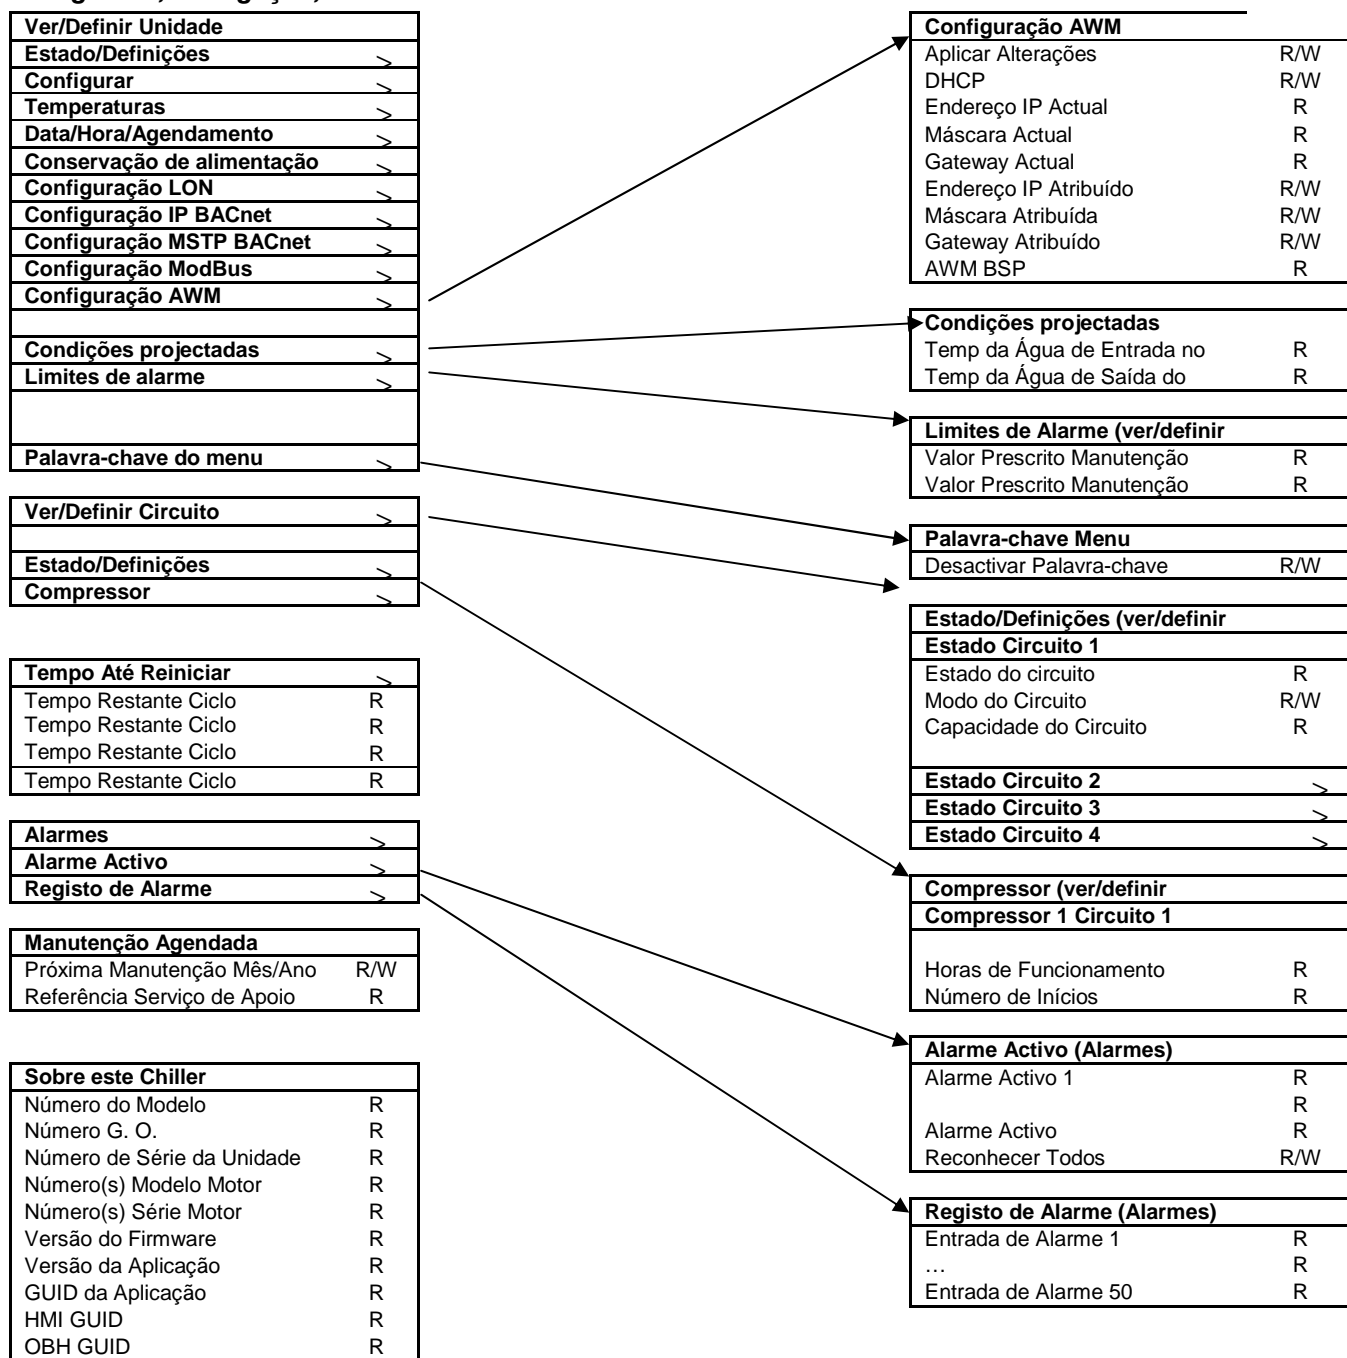 Ver/Definir Unidade
Estado/Definições >
Configurar >
Temperaturas >
Data/Hora/Agendamento >
Conservação de alimentação >
Configuração LON >
Configuração IP BACnet >
Configuração MSTP BACnet >
Configuração ModBus >
Configuração AWM >
Condições projectadas >
Limites de alarme >
Palavra-chave do menu >
Ver/Definir Circuito >
Estado/Definições >
Compressor >
Tempo Até Reiniciar >
Tempo Restante Ciclo R
Tempo Restante Ciclo R
Tempo Restante Ciclo R
Tempo Restante Ciclo R
Alarmes >
Alarme Activo >
Registo de Alarme >
Manutenção Agendada
Próxima Manutenção Mês/Ano R/W
Referência Serviço de Apoio R
Sobre este Chiller
Número do Modelo R
Número G. O. R
Número de Série da Unidade R
Número(s) Modelo Motor R
Número(s) Série Motor R
Versão do Firmware R
Versão da Aplicação R
GUID da Aplicação R
HMI GUID R
OBH GUID R
Configuração AWM
Aplicar Alterações R/W
DHCP R/W
Endereço IP Actual R
Máscara Actual R
Gateway Actual R
Endereço IP Atribuído R/W
Máscara Atribuída R/W
Gateway Atribuído R/W
AWM BSP R
Condições projectadas
Temp da Água de Entrada no R
Temp da Água de Saída do R
Limites de Alarme (ver/definir
Valor Prescrito Manutenção R
Valor Prescrito Manutenção R
Palavra-chave Menu
Desactivar Palavra-chave R/W
Estado/Definições (ver/definir
Estado Circuito 1
Estado do circuito R
Modo do Circuito R/W
Capacidade do Circuito R
Estado Circuito 2 >
Estado Circuito 3 >
Estado Circuito 4 >
Compressor (ver/definir
Compressor 1 Circuito 1
Horas de Funcionamento R
Número de Inícios R
Alarme Activo (Alarmes)
Alarme Activo 1 R
R
Alarme Activo R
Reconhecer Todos R/W
Registo de Alarme (Alarmes)
Entrada de Alarme 1 R
… R
Entrada de Alarme 50 R